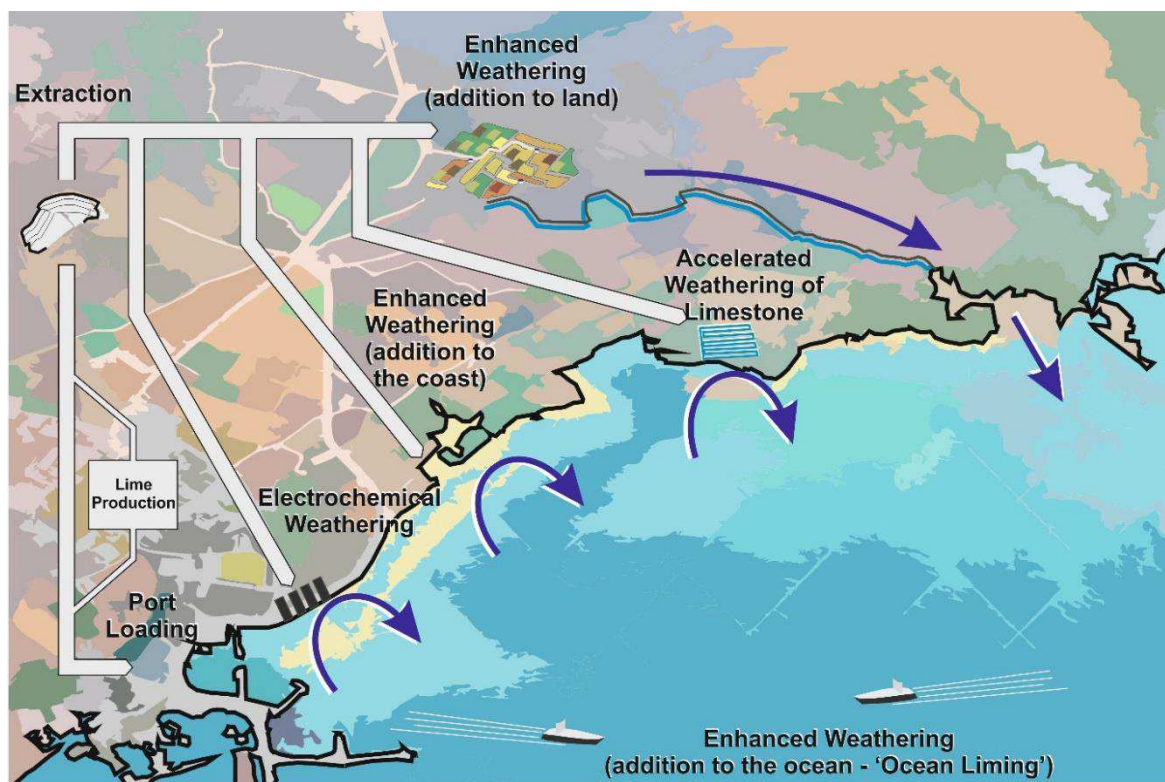 Extraction
Enhanced
Weathering
(addition to land)
Accelerated
Weathering of
Limestone
Enhanced
Weathering
(addition to
the coast)
Lime
Production
Electrochemical
Weathering
Port
Loading
Enhanced Weathering
(addition to the ocean - ‘Ocean Liming’)